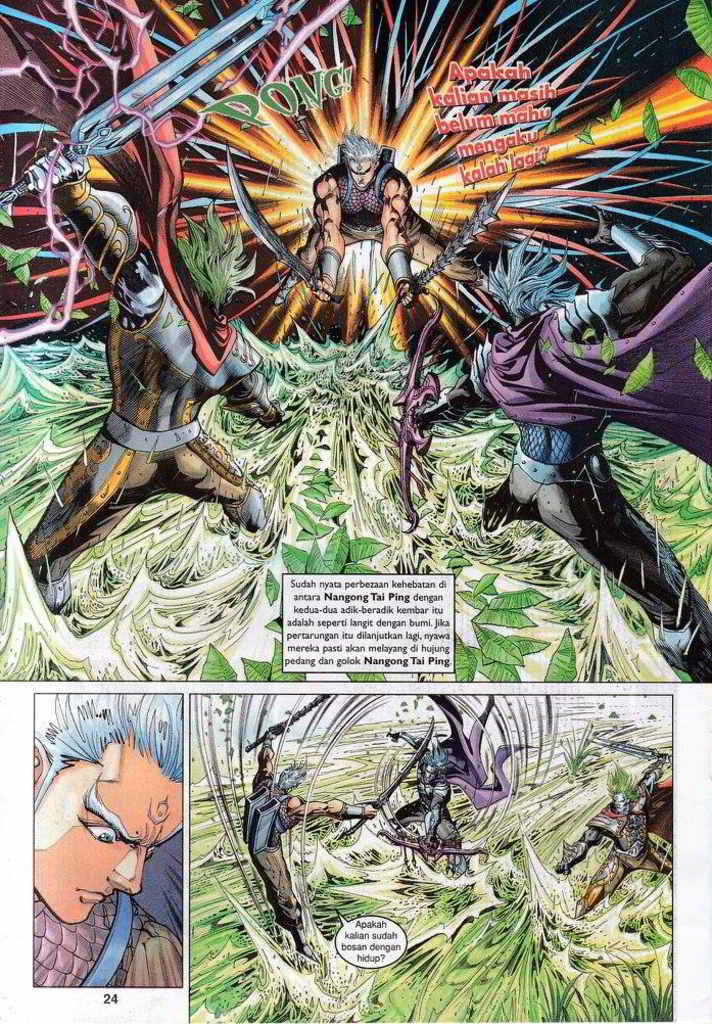 PONG!
Apakah
kalian masih
belum mahu
mengaku
kalah lagi?
Sudah nyata perbezaan kehebatan di
antara Nangong Tai Ping dengan
kedua-dua adik-beradik kembar itu
adalah seperti langit dengan bumi. Jika
pertarungan itu dilanjutkan lagi, nyawa
mereka pasti akan melayang di hujung
pedang dan golok Nangong Tai Ping.
Apakah
kalian sudah
bosan dengan
hidup?
24